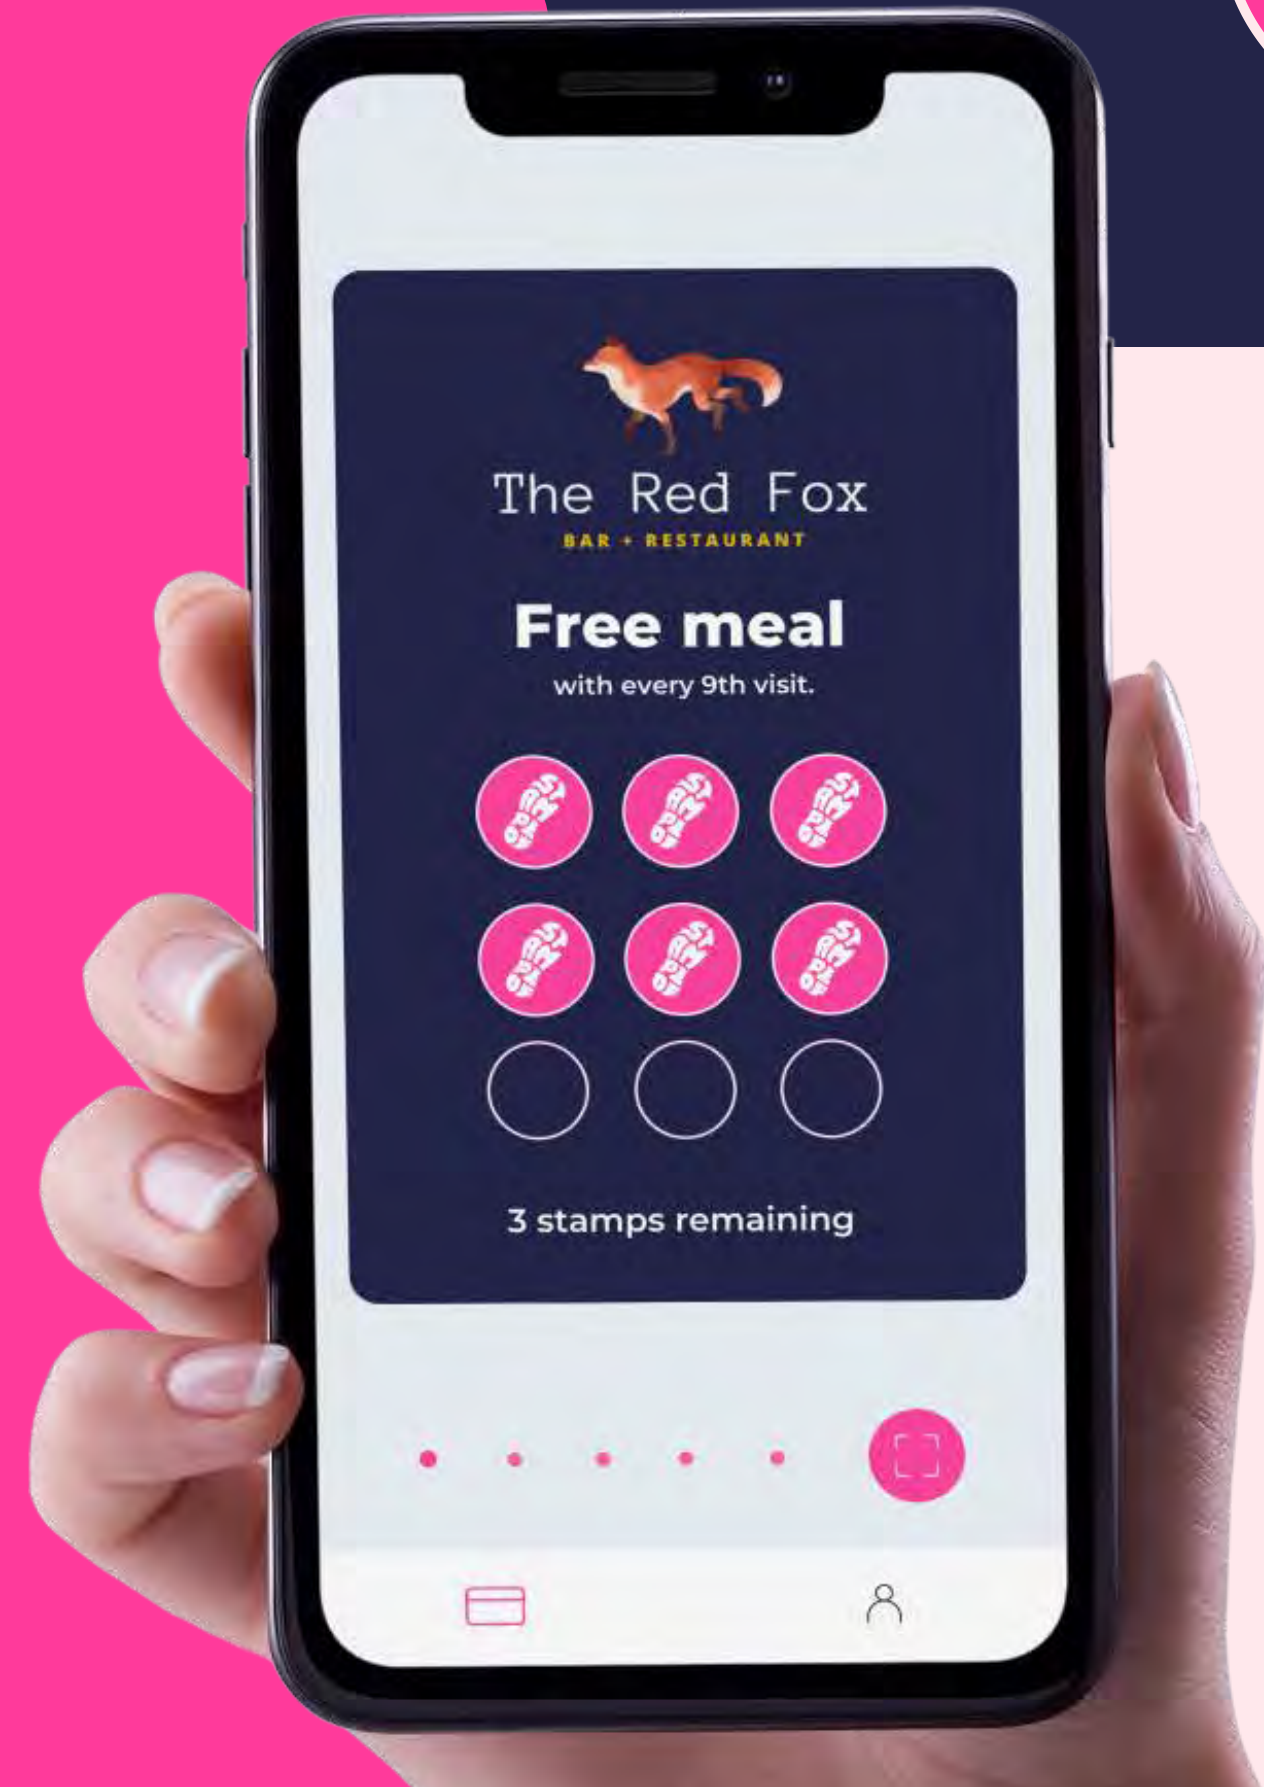 The Red Fox
BAR + RESTAURANT
Free meal
with every 9th visit.
3 stamps remaining